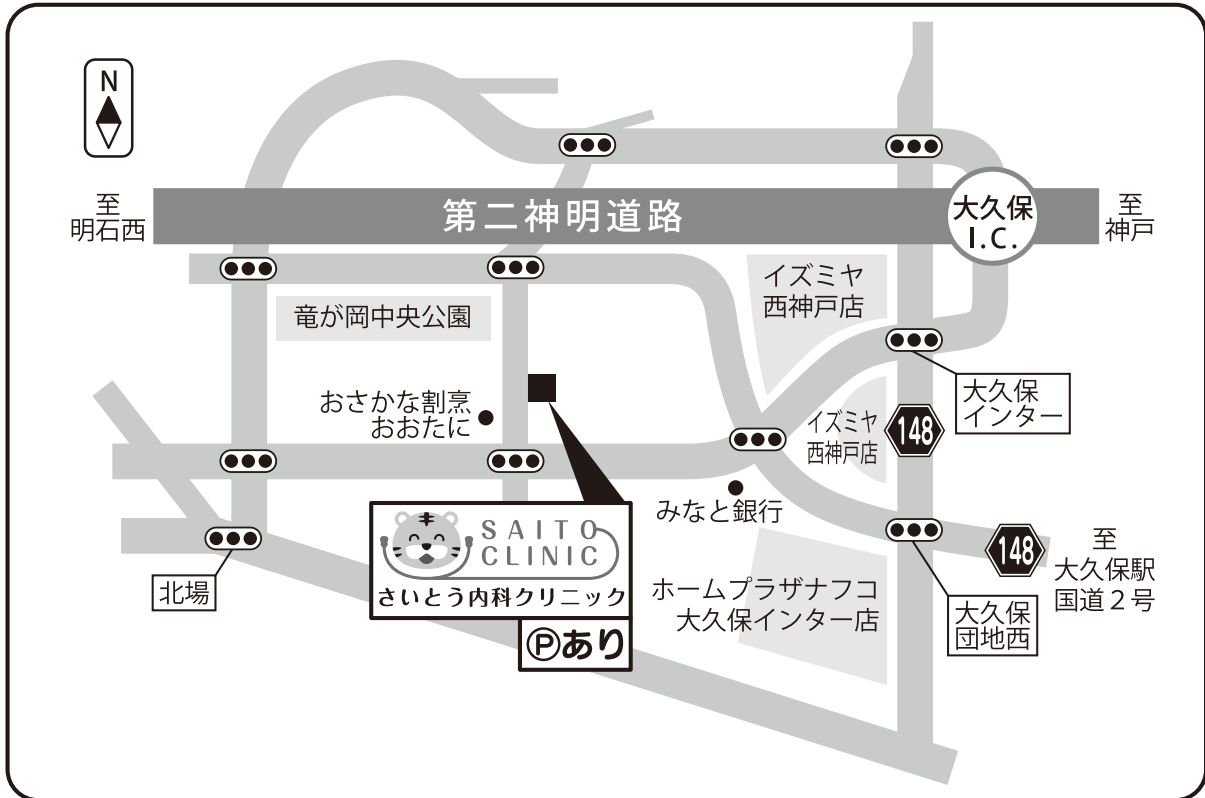 N
至
明石西
第二神明道路
大久保
I.C.
至
神戸
イズミヤ
西神戸店
竜が岡中央公園
おさかな割烹
おおたに
大久保
インター
イズミヤ
西神戸店
148
みなと銀行
SAITO
CLINIC
さいとう内科クリニック
Ⓟあり
北場
ホームプラザナフコ
大久保インター店
148
至
大久保駅
国道２号
大久保
団地西